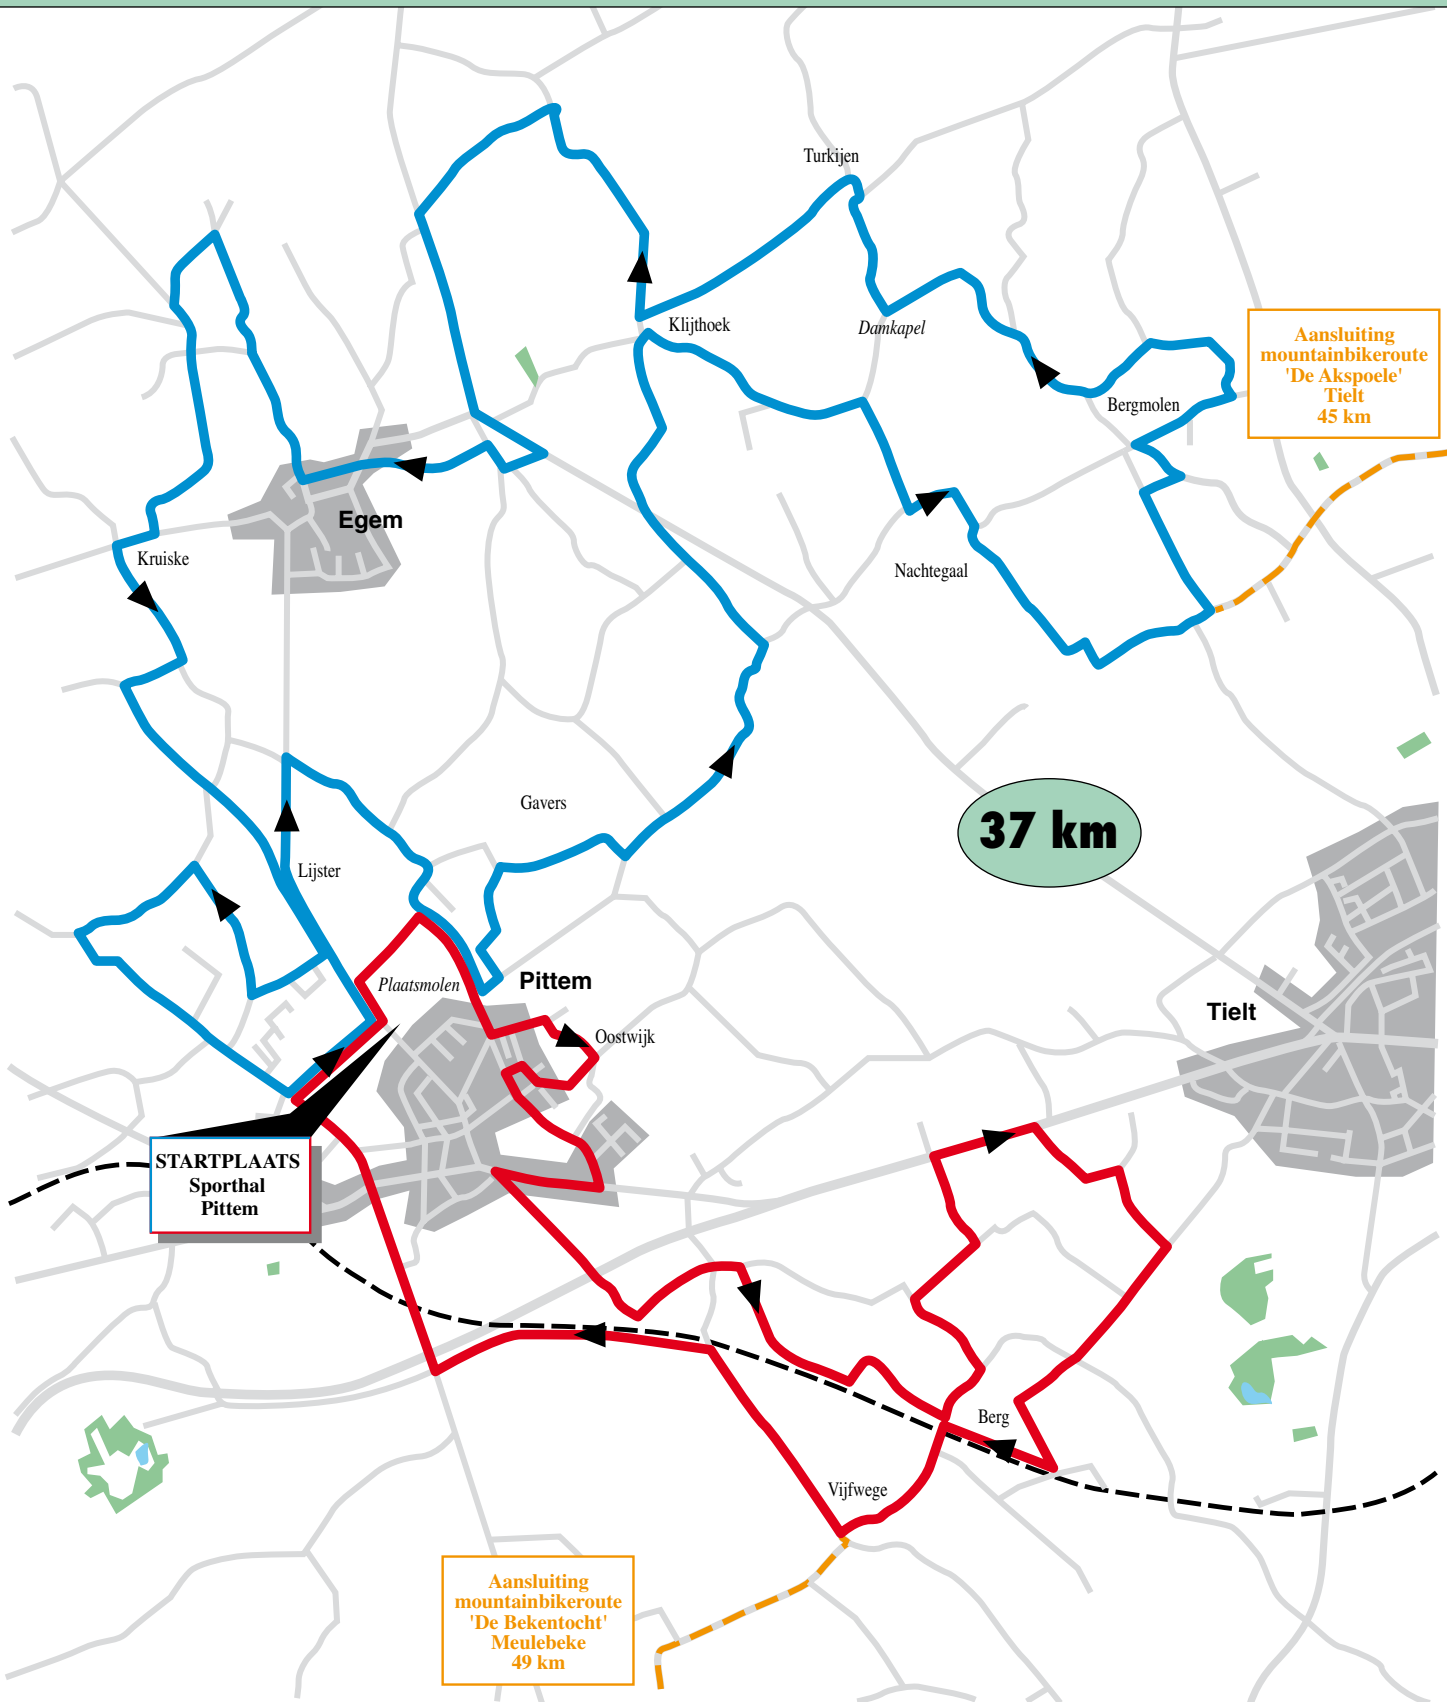 Turkijen
Klijthoek
Damkapel
Aansluiting
mountainbikeroute
'De Akspoele'
Tielt
45 km
Bergmolen
Egem
Kruiske
Nachtegaal
Gavers
37 km
Lijster
Plaatsmolen
Pittem
Tielt
Oostwijk
STARTPLAATS
Sporthal
Pittem
Berg
Vijfwege
Aansluiting
mountainbikeroute
'De Bekentocht'
Meulebeke
49 km